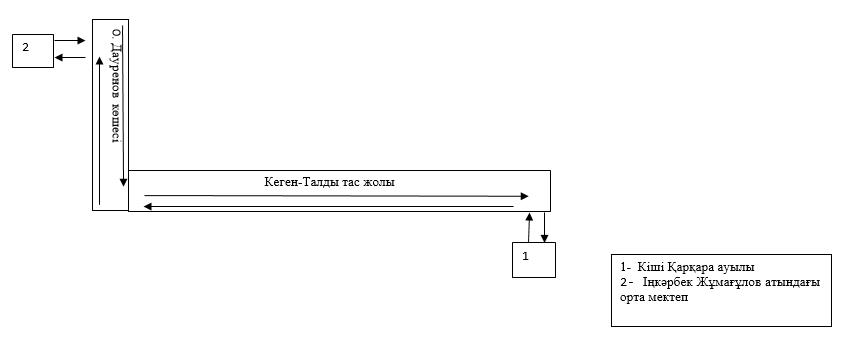 2
О. Дауренов көшесі
Кеген-Талды тас жолы
1
1- Кіші Қарқара ауылы
2- Іңкәрбек Жұмағұлов атындағы
орта мектеп